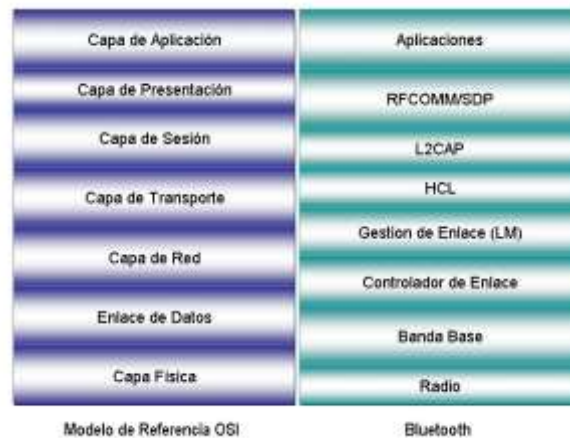 Capa de Aplicación
Capa de Presentación
Capa de Sesión
Capa de Transporte
Capa de Red
Enlace de Datos
Capa Física
Modelo de Referencia OSI
Aplicaciones
RFCOMM/SDP
L2CAP
HCL
Gestion de Enlace (LM)
Controlador de Enlace
Banda Base
Radio
Bluetooth